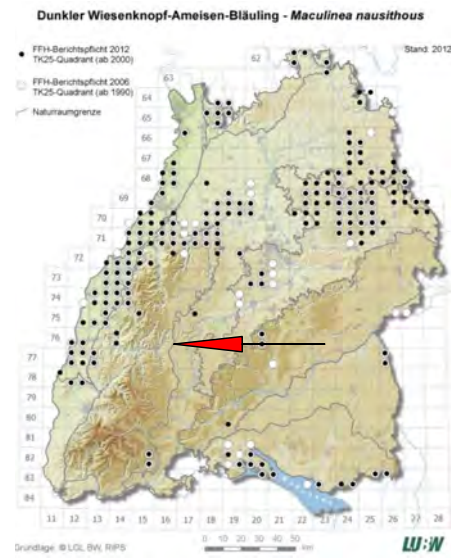 Dunkler Wiesenknopf-Ameisen-Bläuling - Maculinea nausithous
FFH-Berichtspflicht 2012
TK25-Quadrant (ab 2000)
Stand: 2012
FFH-Berichtspflicht 2006
TK25-Quadrant (ab 1990)
Naturraumgrenze
62
63
64
65
66
67
68
69
70
71
72
73
74
75
76
77
78
79
80
81
82
83
84
11 12 13 14 15 16 17 18 19 20 21 22 23 24 25 26 27 28
Grundlage: © LGL BW, RIPS
0 10 20 30 40 50 km
LU:W